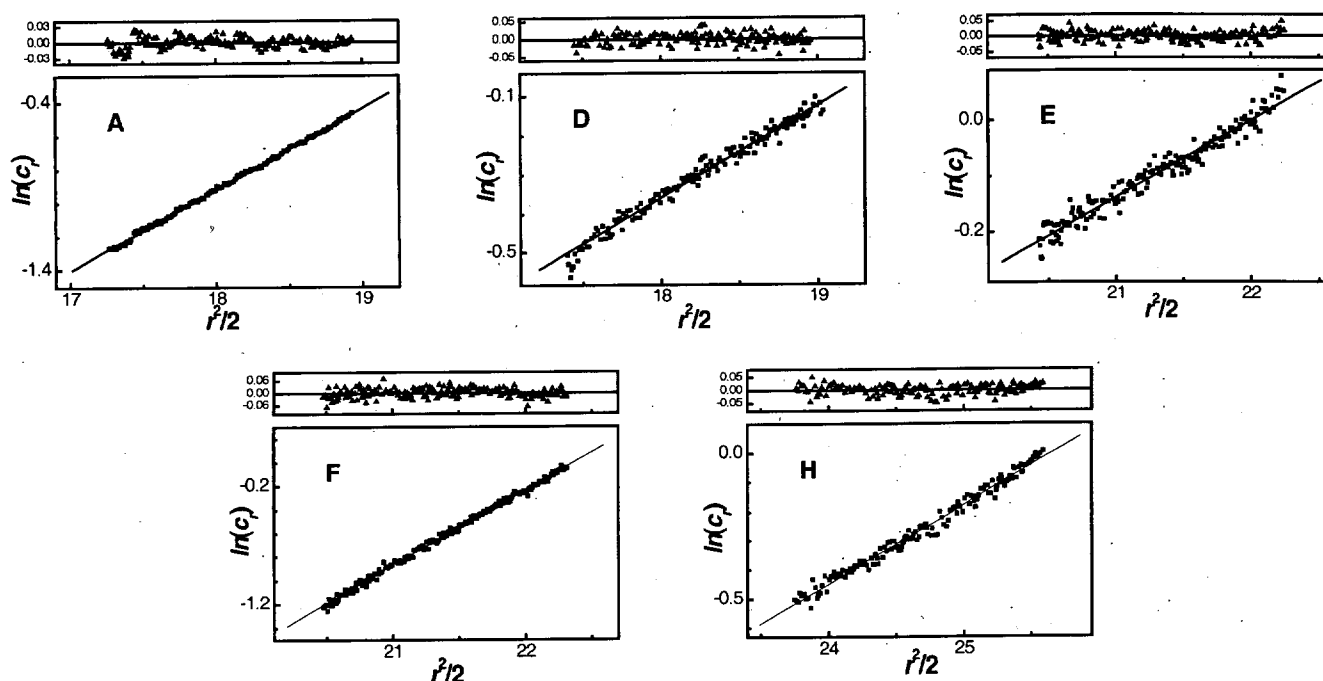 0.03
0.00
-0.03
A
-0.4
-1.4
ln(c_r)
17 18 19
r²/2
0.05
0.00
-0.05
D
-0.1
-0.5
ln(c_r)
18 19
r²/2
0.05
0.00
-0.05
E
0.0
-0.2
ln(c_r)
21 22
r²/2
0.06
0.00
-0.06
F
-0.2
-1.2
ln(c_r)
21 22
r²/2
0.05
0.00
-0.05
H
0.0
-0.5
ln(c_r)
24 25
r²/2